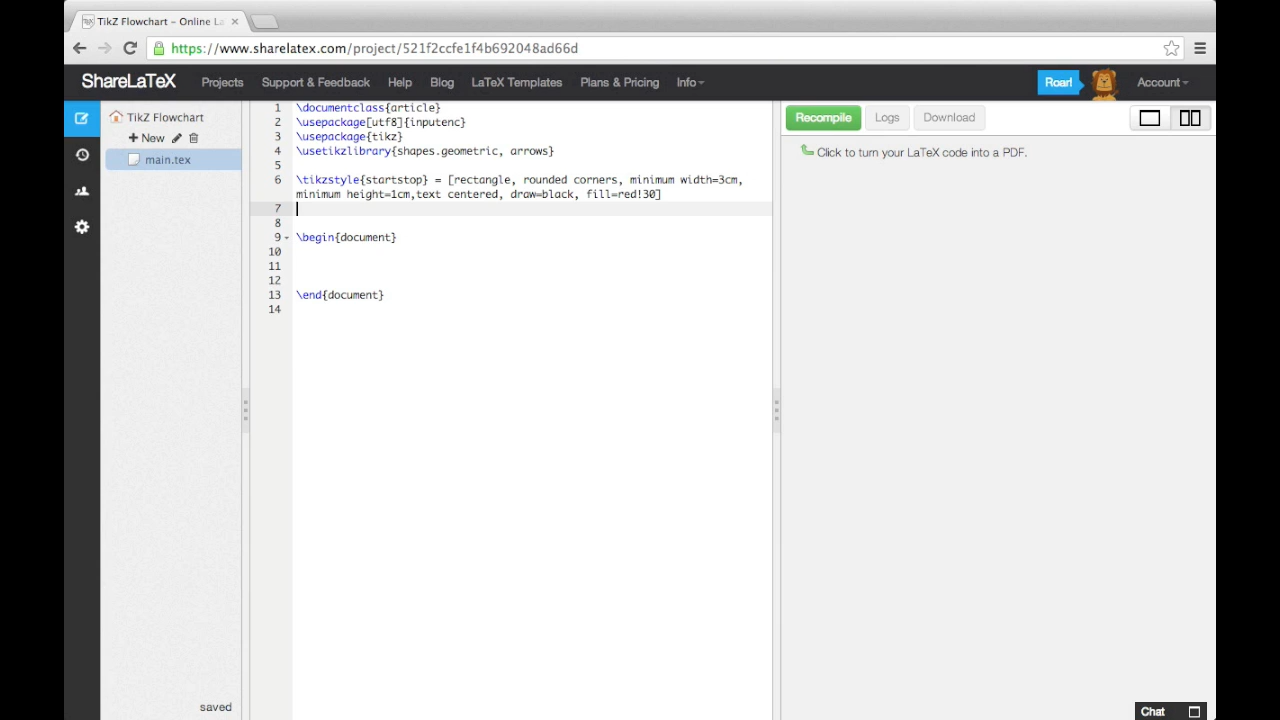 TikZ Flowchart – Online La
https://www.sharelatex.com/project/521f2ccfe1f4b692048ad66d
ShareLaTeX Projects Support & Feedback Help Blog LaTeX Templates Plans & Pricing Info Roar! Account
TikZ Flowchart
+ New
main.tex
saved
1 \documentclass{article}
2 \usepackage[utf8]{inputenc}
3 \usepackage{tikz}
4 \usetikzlibrary{shapes.geometric, arrows}
5
6 \tikzstyle{startstop} = [rectangle, rounded corners, minimum width=3cm,
minimum height=1cm,text centered, draw=black, fill=red!30]
7
8
9 \begin{document}
10
11
12
13 \end{document}
14
Recompile Logs Download
Click to turn your LaTeX code into a PDF.
Chat